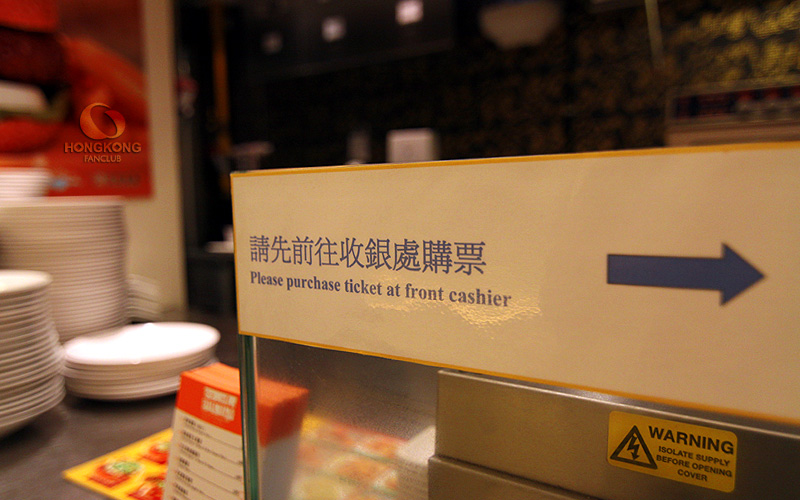 HONGKONG
FANCLUB
請先前往收銀處購票
Please purchase ticket at front cashier
WARNING
ISOLATE SUPPLY
BEFORE OPENING
COVER